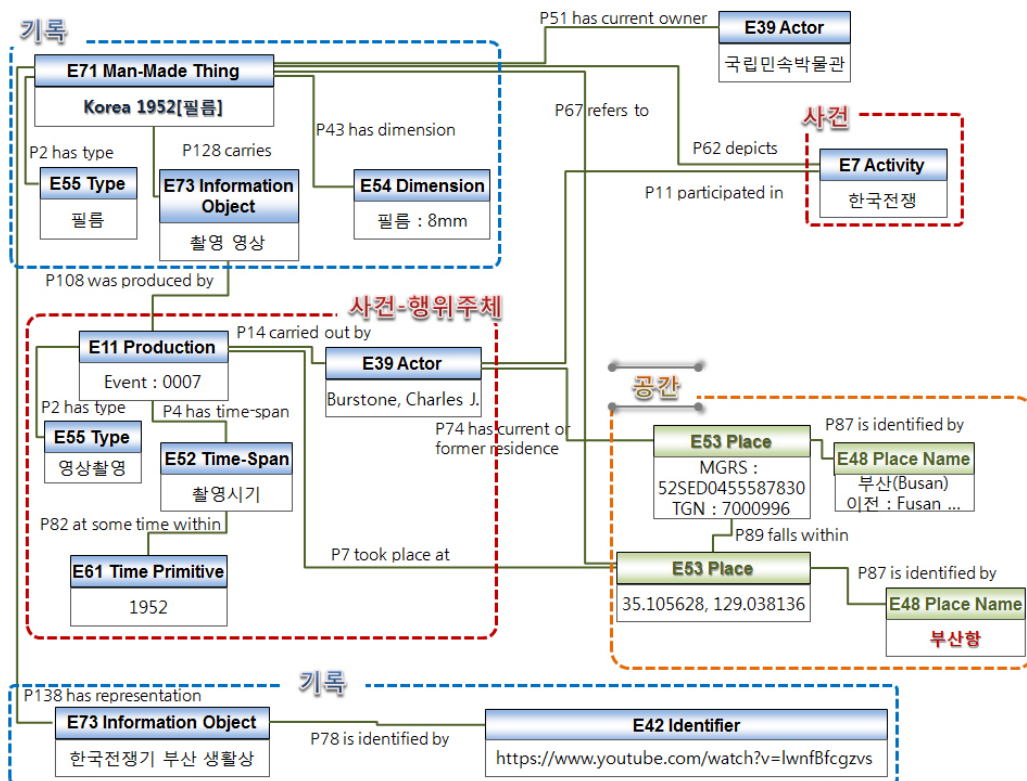 기록
E71 Man-Made Thing
Korea 1952[필름]
P51 has current owner
E39 Actor
국립민속박물관
P67 refers to
P43 has dimension
P2 has type
P128 carries
P62 depicts
사건
E7 Activity
한국전쟁
P11 participated in
E55 Type
필름
E73 Information
Object
촬영 영상
E54 Dimension
필름 : 8mm
P108 was produced by
사건-행위주체
E11 Production
Event : 0007
P14 carried out by
E39 Actor
Burstone, Charles J.
P2 has type
P4 has time-span
E55 Type
영상촬영
E52 Time-Span
촬영시기
P74 has current or
former residence
공간
E53 Place
MGRS :
52SED0455587830
TGN : 7000996
P87 is identified by
E48 Place Name
부산(Busan)
이전 : Fusan ...
P82 at some time within
P89 falls within
P7 took place at
E61 Time Primitive
1952
E53 Place
35.105628, 129.038136
P87 is identified by
E48 Place Name
부산항
기록
P138 has representation
E73 Information Object
한국전쟁기 부산 생활상
P78 is identified by
E42 Identifier
https://www.youtube.com/watch?v=lwnfBfcgzvs